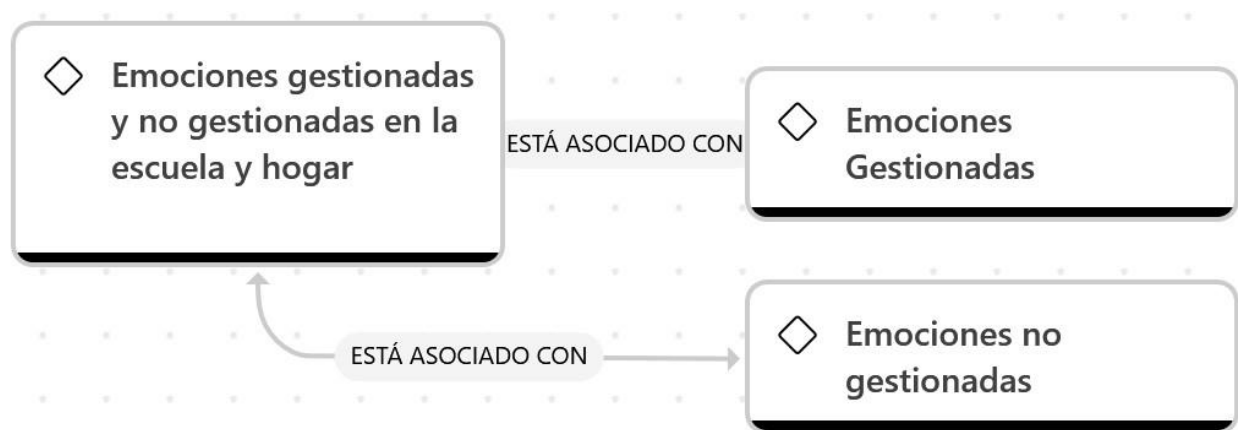 Emociones gestionadas
y no gestionadas en la
escuela y hogar
ESTÁ ASOCIADO CON
Emociones
Gestionadas
ESTÁ ASOCIADO CON
Emociones no
gestionadas